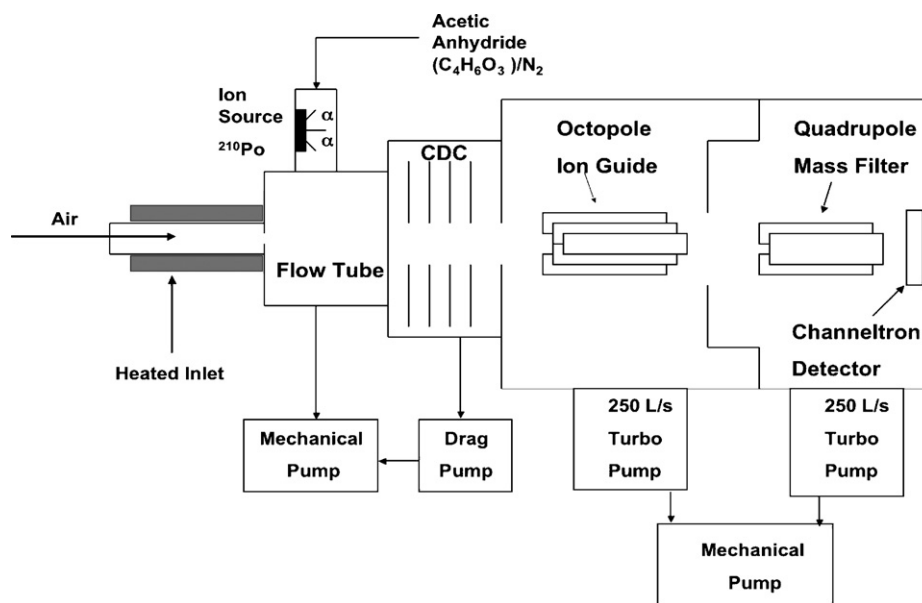 Acetic
Anhydride
(C₄H₆O₃ )/N₂
Ion
Source
²¹⁰Po
α
α
CDC
Octopole
Ion Guide
Quadrupole
Mass Filter
Air
Flow Tube
Heated Inlet
Channeltron
Detector
Mechanical
Pump
Drag
Pump
250 L/s
Turbo
Pump
250 L/s
Turbo
Pump
Mechanical
Pump